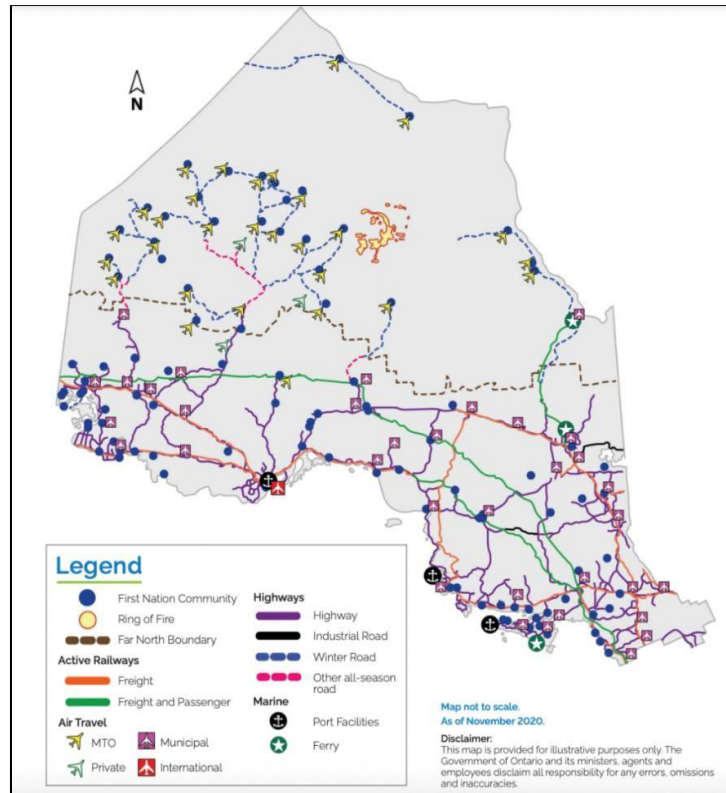 N
Legend
First Nation Community
Ring of Fire
Far North Boundary
Active Railways
Freight
Freight and Passenger
Air Travel
MTO
Municipal
Private
International
Highways
Highway
Industrial Road
Winter Road
Other all-season
road
Marine
Port Facilities
Ferry
Map not to scale.
As of November 2020.
Disclaimer:
This map is provided for illustrative purposes only. The
Government of Ontario and its ministers, agents and
employees disclaim all responsibility for any errors, omissions
and inaccuracies.